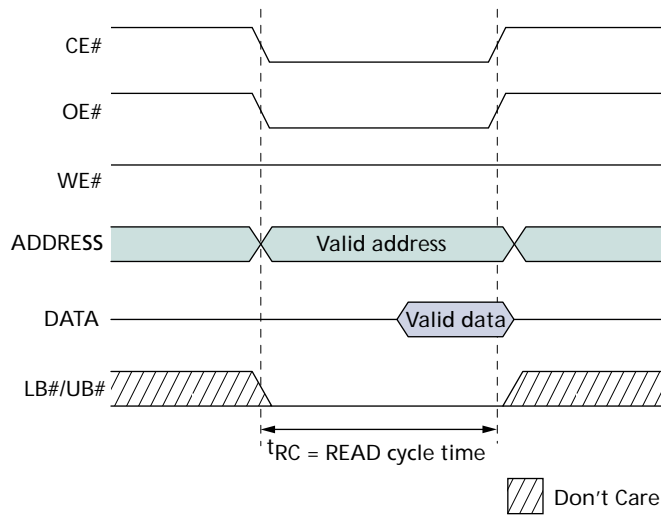 CE#
OE#
WE#
ADDRESS
Valid address
DATA
Valid data
LB#/UB#
tRC = READ cycle time
Don't Care